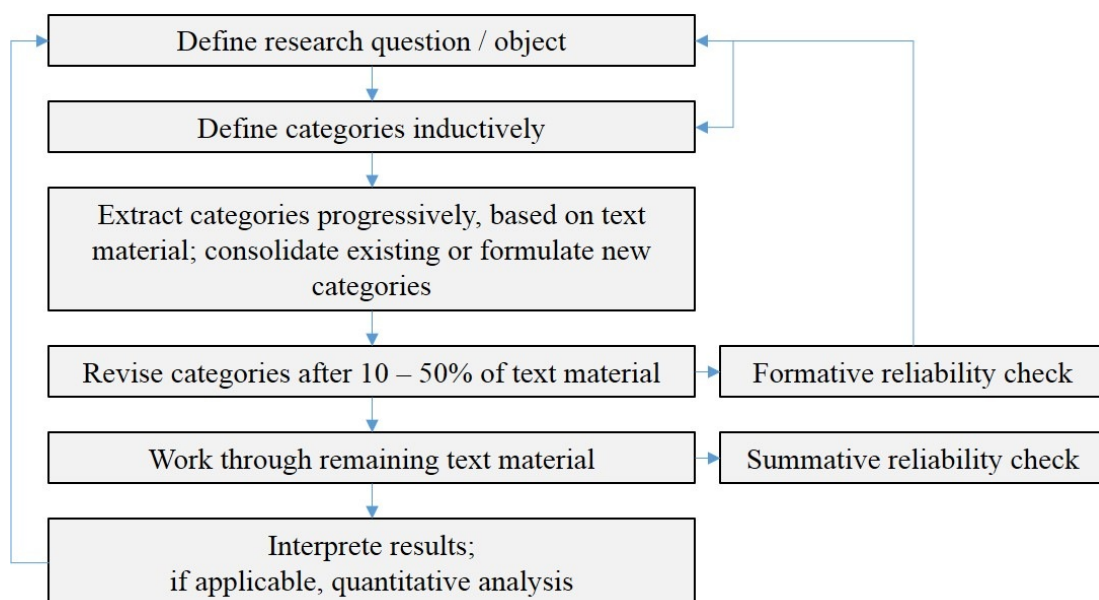 Define research question / object
Define categories inductively
Extract categories progressively, based on text
material; consolidate existing or formulate new
categories
Revise categories after 10 – 50% of text material
Formative reliability check
Work through remaining text material
Summative reliability check
Interprete results;
if applicable, quantitative analysis